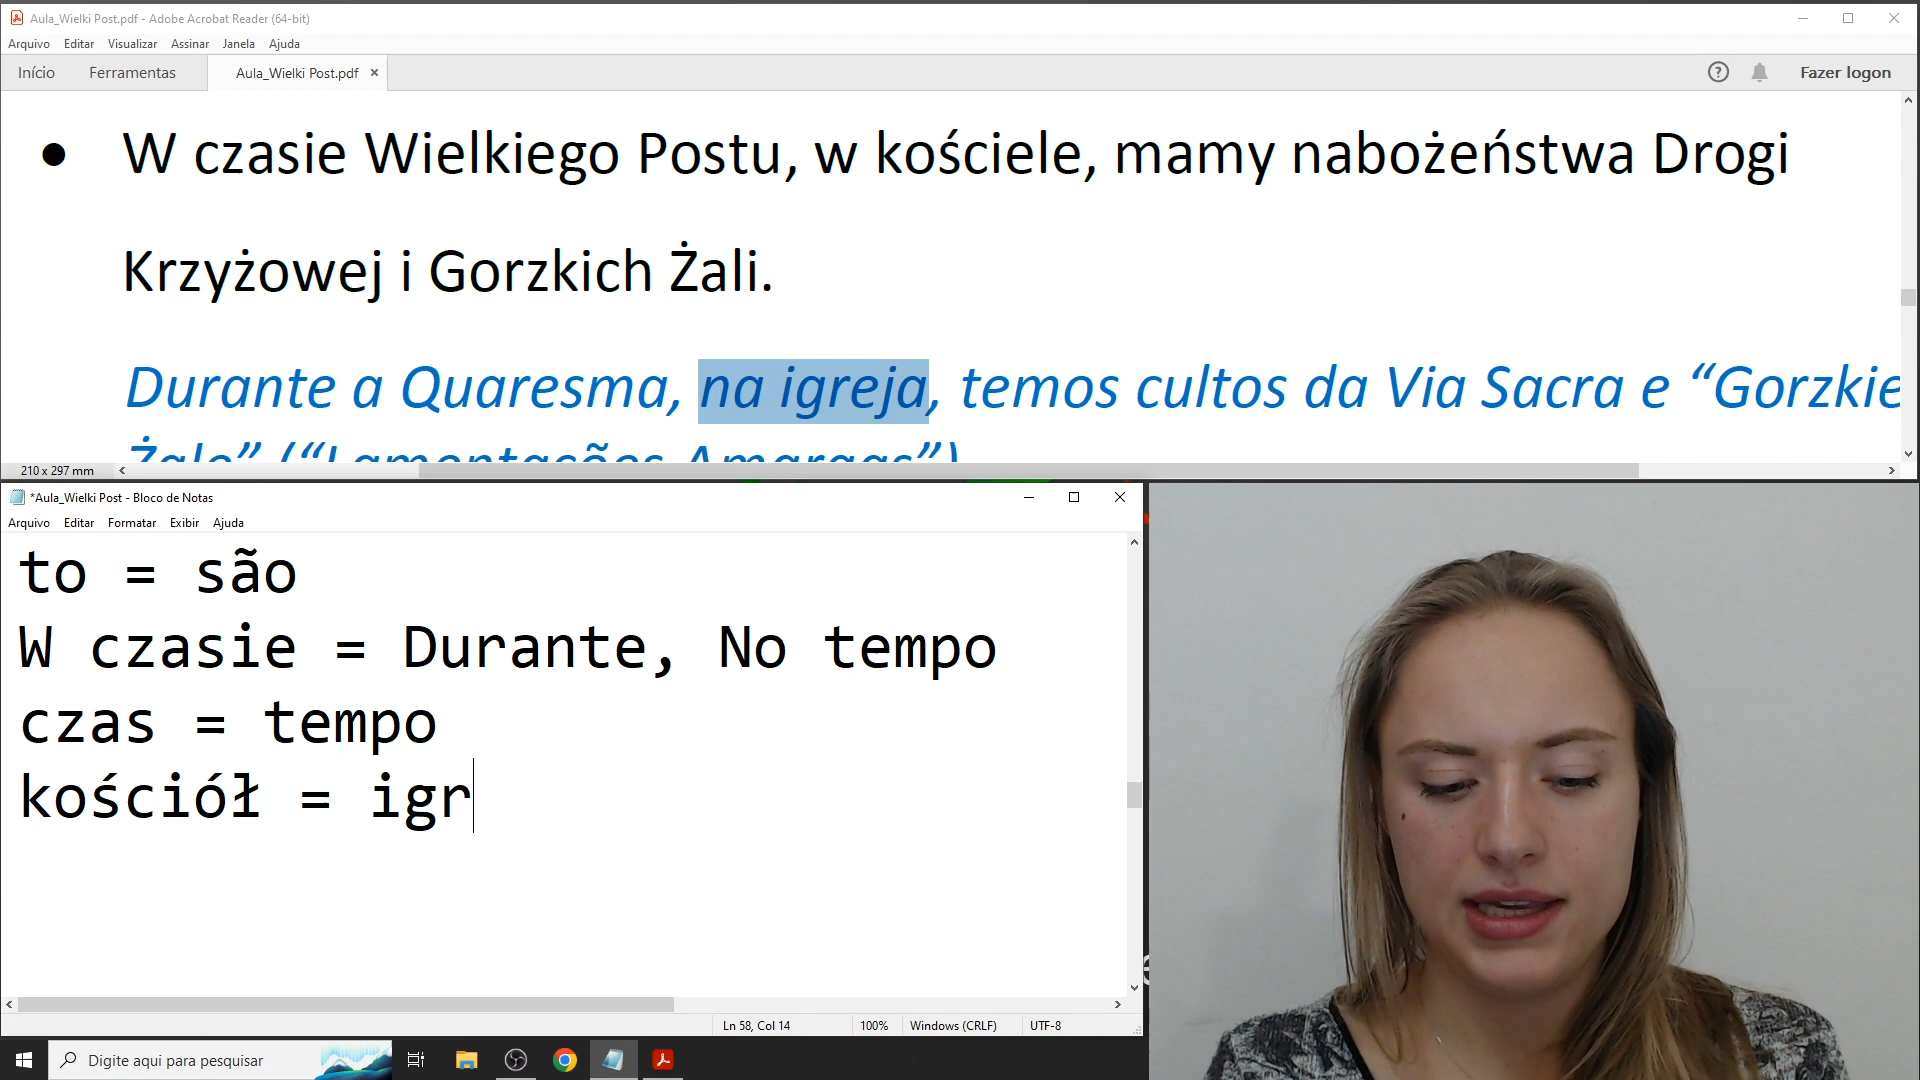 Aula_Wielki Post.pdf - Adobe Acrobat Reader (64-bit)
Arquivo Editar Visualizar Assinar Janela Ajuda
Início Ferramentas Aula_Wielki Post.pdf Fazer logon
• W czasie Wielkiego Postu, w kościele, mamy nabożeństwa Drogi
Krzyżowej i Gorzkich Żali.
Durante a Quaresma, na igreja, temos cultos da Via Sacra e “Gorzkie
Żale” (“Lamentações Amargas”)
210 x 297 mm
*Aula_Wielki Post - Bloco de Notas
Arquivo Editar Formatar Exibir Ajuda
to = são
W czasie = Durante, No tempo
czas = tempo
kościół = igr
Ln 58, Col 14 100% Windows (CRLF) UTF-8
Digite aqui para pesquisar